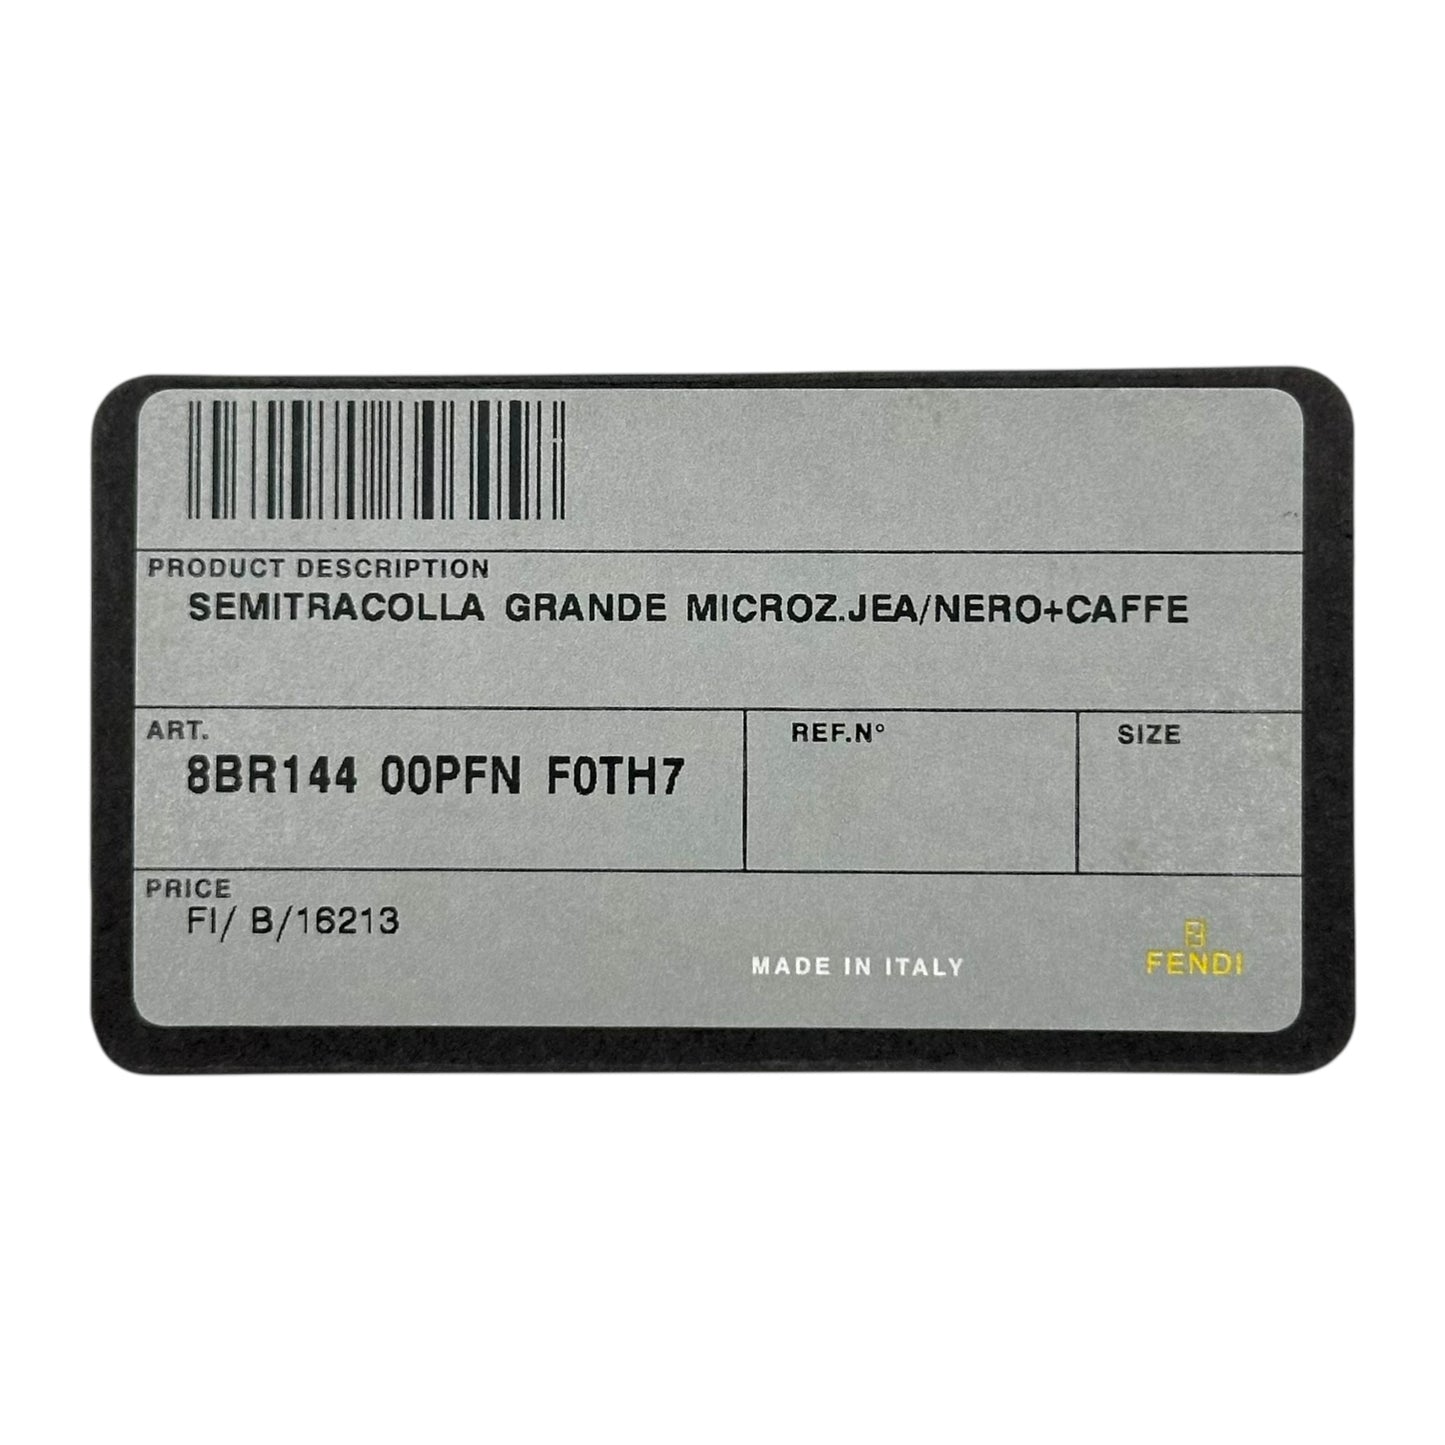 PRODUCT DESCRIPTION
SEMITRACOLLA GRANDE MICROZ.JEA/NERO+CAFFE
ART.
8BR144 00PFN F0TH7
REF.N°
SIZE
PRICE
FI/ B/16213
MADE IN ITALY
FENDI